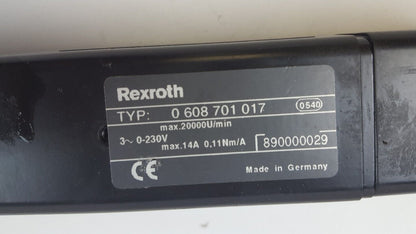 Rexroth
TYP: 0 608 701 017 0540
max.20000U/min
3~ 0-230V max.14A 0,11Nm/A 890000029
CE Made in Germany